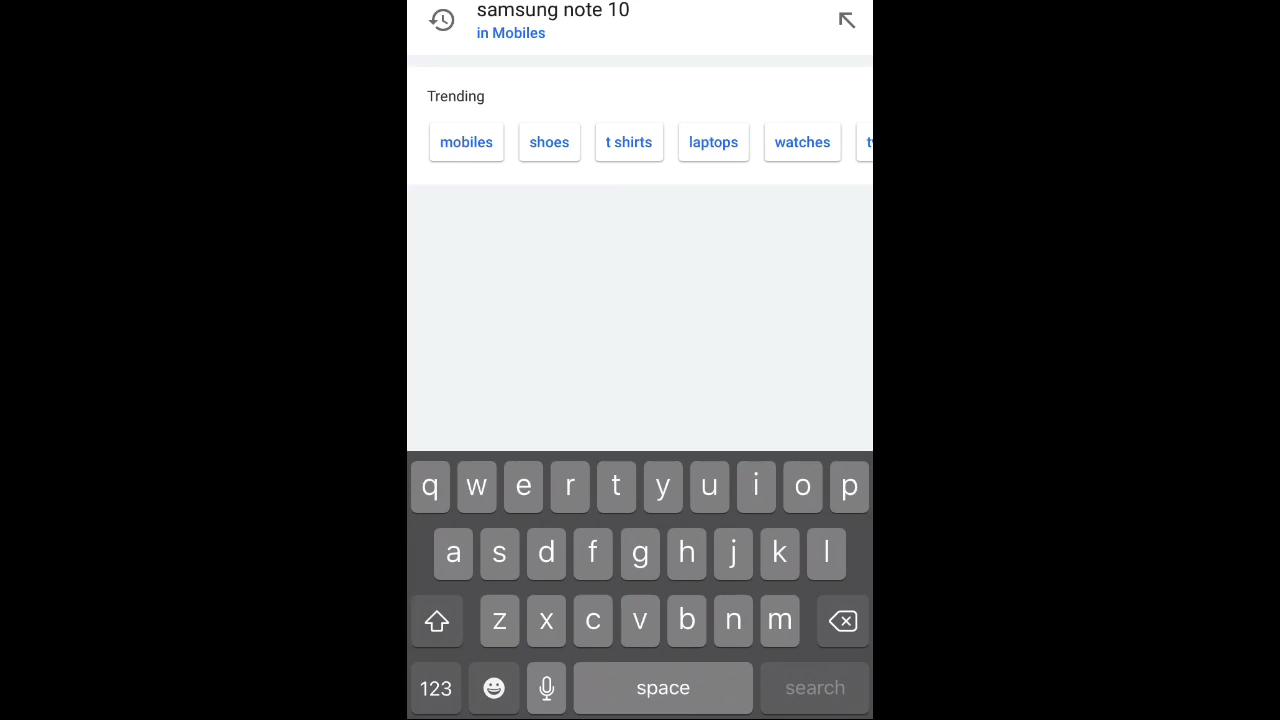 samsung note 10
in Mobiles
Trending
mobiles shoes t shirts laptops watches
q w e r t y u i o p
a s d f g h j k l
z x c v b n m
123 space search